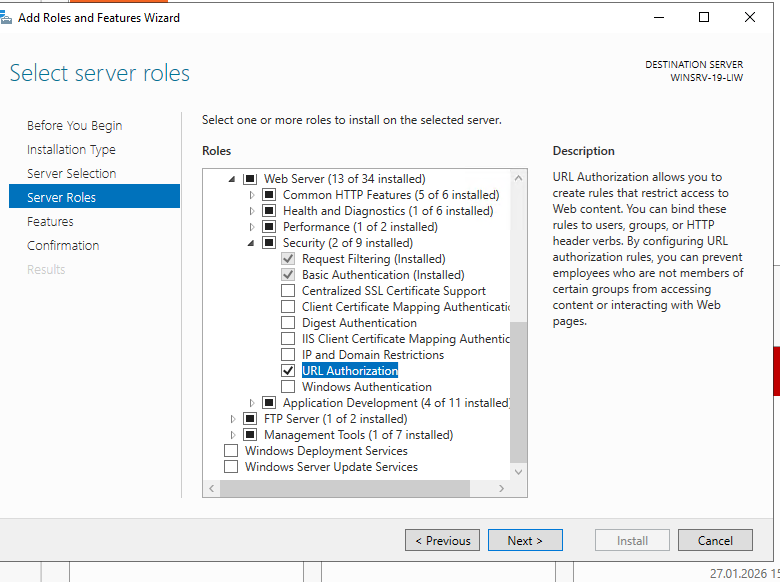 Add Roles and Features Wizard
Select server roles
DESTINATION SERVER
WINSRV-19-LIW
Before You Begin
Installation Type
Server Selection
Server Roles
Features
Confirmation
Results
Select one or more roles to install on the selected server.
Roles
Web Server (13 of 34 installed)
Common HTTP Features (5 of 6 installed)
Health and Diagnostics (1 of 6 installed)
Performance (1 of 2 installed)
Security (2 of 9 installed)
Request Filtering (Installed)
Basic Authentication (Installed)
Centralized SSL Certificate Support
Client Certificate Mapping Authentic
Digest Authentication
IIS Client Certificate Mapping Authentic
IP and Domain Restrictions
URL Authorization
Windows Authentication
Application Development (4 of 11 installed)
FTP Server (1 of 2 installed)
Management Tools (1 of 7 installed)
Windows Deployment Services
Windows Server Update Services
Description
URL Authorization allows you to
create rules that restrict access to
Web content. You can bind these
rules to users, groups, or HTTP
header verbs. By configuring URL
authorization rules, you can prevent
employees who are not members of
certain groups from accessing
content or interacting with Web
pages.
< Previous
Next >
Install
Cancel
27.01.2026 15